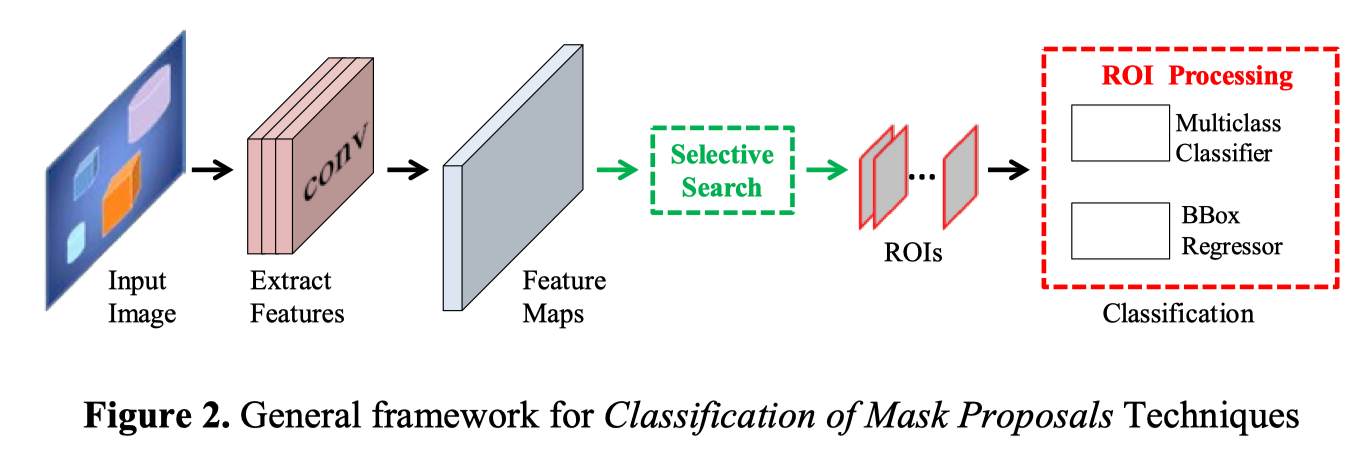 conv
Input
Image
Extract
Features
Feature
Maps
Selective
Search
...
ROIs
ROI Processing
Multiclass
Classifier
BBox
Regressor
Classification
Figure 2. General framework for Classification of Mask Proposals Techniques